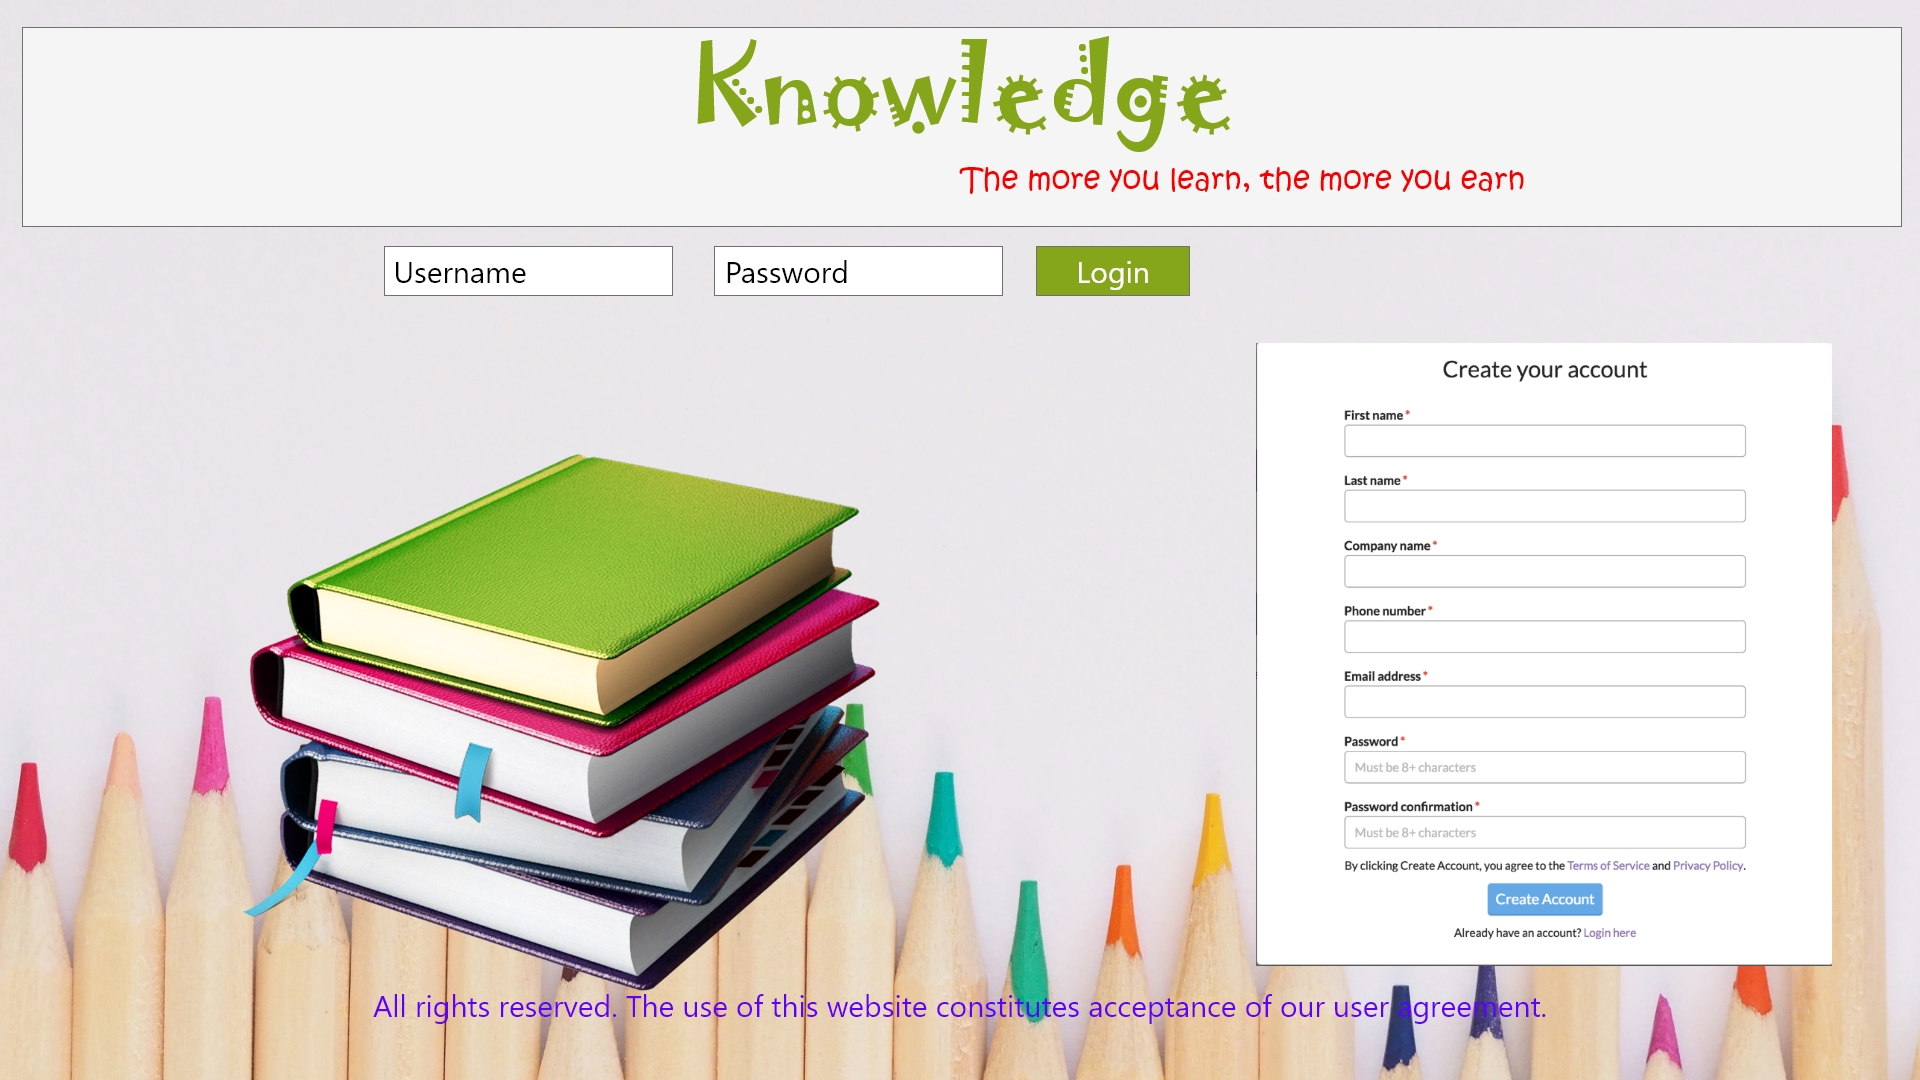 Knowledge
The more you learn, the more you earn
Username
Password
Login
Create your account
First name*
Last name*
Company name*
Phone number*
Email address*
Password*
Must be 8+ characters
Password confirmation*
Must be 8+ characters
By clicking Create Account, you agree to the Terms of Service and Privacy Policy.
Create Account
Already have an account? Login here
All rights reserved. The use of this website constitutes acceptance of our user agreement.